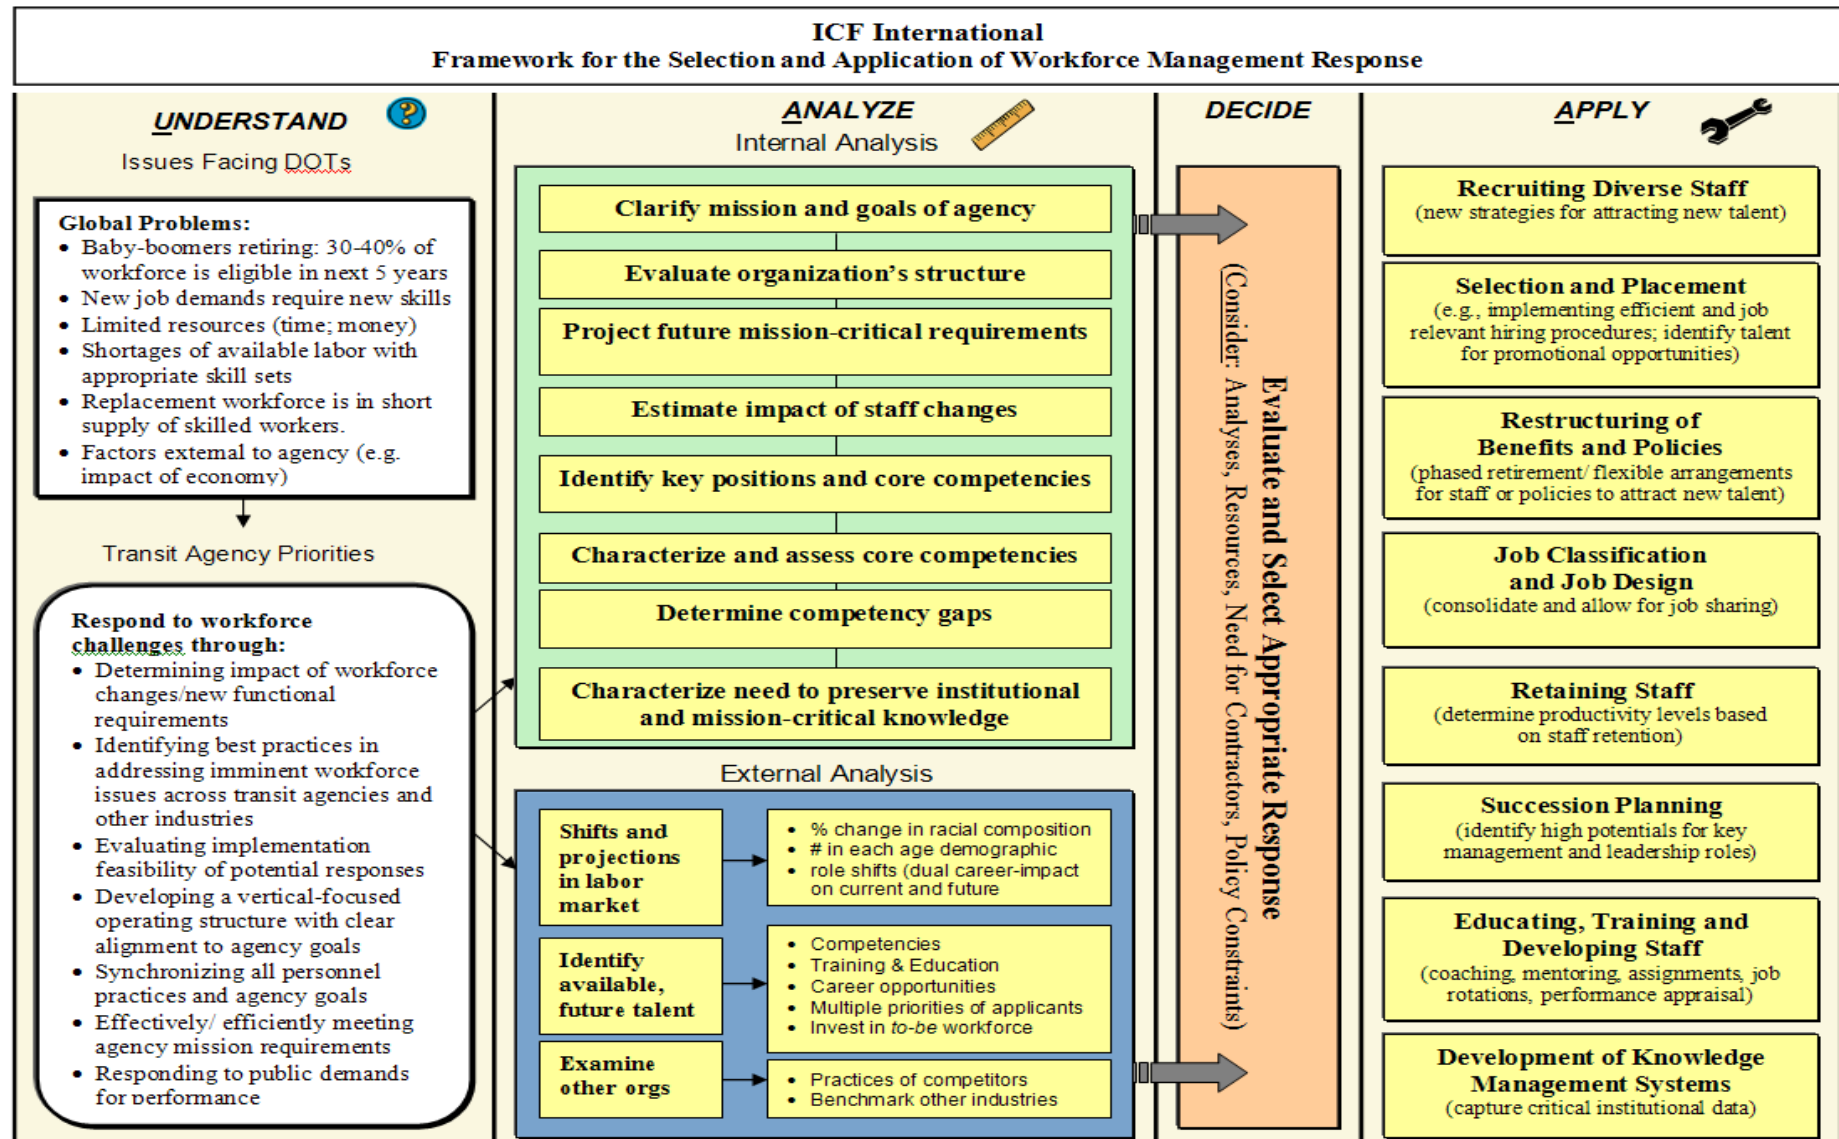 ICF International
Framework for the Selection and Application of Workforce Management Response
UNDERSTAND
?
Issues Facing DOTs
Global Problems:
• Baby-boomers retiring: 30-40% of
workforce is eligible in next 5 years
• New job demands require new skills
• Limited resources (time; money)
• Shortages of available labor with
appropriate skill sets
• Replacement workforce is in short
supply of skilled workers.
• Factors external to agency (e.g.
impact of economy)
Transit Agency Priorities
Respond to workforce
challenges through:
• Determining impact of workforce
changes/new functional
requirements
• Identifying best practices in
addressing imminent workforce
issues across transit agencies and
other industries
• Evaluating implementation
feasibility of potential responses
• Developing a vertical-focused
operating structure with clear
alignment to agency goals
• Synchronizing all personnel
practices and agency goals
• Effectively/ efficiently meeting
agency mission requirements
• Responding to public demands
for performance
ANALYZE
Internal Analysis
Clarify mission and goals of agency
Evaluate organization's structure
Project future mission-critical requirements
Estimate impact of staff changes
Identify key positions and core competencies
Characterize and assess core competencies
Determine competency gaps
Characterize need to preserve institutional
and mission-critical knowledge
External Analysis
Shifts and
projections
in labor
market
• % change in racial composition
• # in each age demographic
• role shifts (dual career-impact
on current and future
Identify
available,
future talent
• Competencies
• Training & Education
• Career opportunities
• Multiple priorities of applicants
• Invest in to-be workforce
Examine
other orgs
• Practices of competitors
• Benchmark other industries
DECIDE
Evaluate and Select Appropriate Response
(Consider: Analyses, Resources, Need for Contractors, Policy Constraints)
APPLY
Recruiting Diverse Staff
(new strategies for attracting new talent)
Selection and Placement
(e.g., implementing efficient and job
relevant hiring procedures; identify talent
for promotional opportunities)
Restructuring of
Benefits and Policies
(phased retirement/ flexible arrangements
for staff or policies to attract new talent)
Job Classification
and Job Design
(consolidate and allow for job sharing)
Retaining Staff
(determine productivity levels based
on staff retention)
Succession Planning
(identify high potentials for key
management and leadership roles)
Educating, Training and
Developing Staff
(coaching, mentoring, assignments, job
rotations, performance appraisal)
Development of Knowledge
Management Systems
(capture critical institutional data)